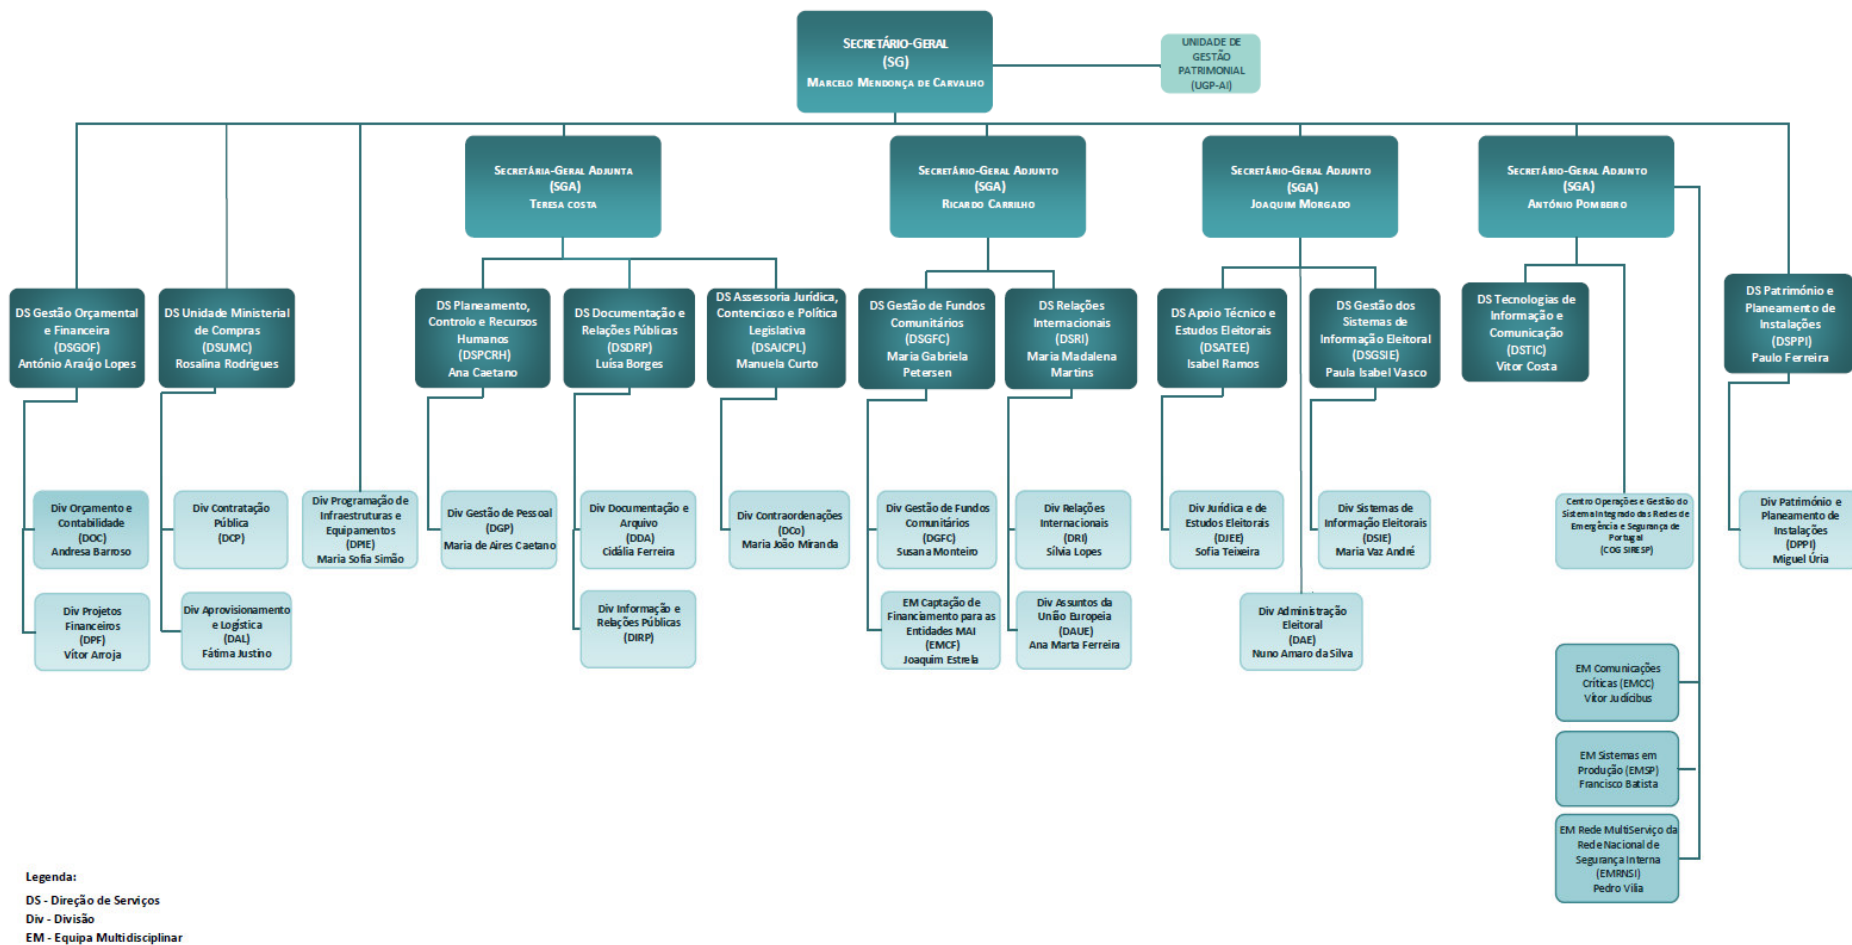 SECRETÁRIO-GERAL
(SG)
MARCELO MENDONÇA DE CARVALHO
UNIDADE DE
GESTÃO
PATRIMONIAL
(UGP-AI)
SECRETÁRIA-GERAL ADJUNTA
(SGA)
TERESA COSTA
SECRETÁRIO-GERAL ADJUNTO
(SGA)
RICARDO CARRILHO
SECRETÁRIO-GERAL ADJUNTO
(SGA)
JOAQUIM MORGADO
SECRETÁRIO-GERAL ADJUNTO
(SGA)
ANTÓNIO POMBEIRO
DS Gestão Orçamental
e Financeira
(DSGOF)
António Araújo Lopes
DS Unidade Ministerial
de Compras
(DSUMC)
Rosalina Rodrigues
DS Planeamento,
Controlo e Recursos
Humanos
(DSPCRH)
Ana Caetano
DS Documentação e
Relações Públicas
(DSDRP)
Luísa Borges
DS Assessoria Jurídica,
Contencioso e Política
Legislativa
(DSAJCPL)
Manuela Curto
DS Gestão de Fundos
Comunitários
(DSGFC)
Maria Gabriela
Petersen
DS Relações
Internacionais
(DSRI)
Maria Madalena
Martins
DS Apoio Técnico e
Estudos Eleitorais
(DSATEE)
Isabel Ramos
DS Gestão dos
Sistemas de
Informação Eleitoral
(DSGSIE)
Paula Isabel Vasco
DS Tecnologias de
Informação e
Comunicação
(DSTIC)
Vitor Costa
DS Património e
Planeamento de
Instalações
(DSPPI)
Paulo Ferreira
Div Orçamento e
Contabilidade
(DOC)
Andresa Barroso
Div Contratação
Pública
(DCP)
Div Programação de
Infraestruturas e
Equipamentos
(DPIE)
Maria Sofia Simão
Div Gestão de Pessoal
(DGP)
Maria de Aires Caetano
Div Documentação e
Arquivo
(DDA)
Cidália Ferreira
Div Contraordenações
(DCo)
Maria João Miranda
Div Gestão de Fundos
Comunitários
(DGFC)
Susana Monteiro
Div Relações
Internacionais
(DRI)
Sílvia Lopes
Div Jurídica e de
Estudos Eleitorais
(DJEE)
Sofia Teixeira
Div Sistemas de
Informação Eleitorais
(DSIE)
Maria Vaz André
Centro Operações e Gestão do
Sistema Integrado das Redes de
Emergência e Segurança de
Portugal
(COG SIRESP)
Div Património e
Planeamento de
Instalações
(DPPI)
Miguel Úria
Div Projetos
Financeiros
(DPF)
Vítor Arroja
Div Aprovisionamento
e Logística
(DAL)
Fátima Justino
Div Informação e
Relações Públicas
(DIRP)
EM Captação de
Financiamento para as
Entidades MAI
(EMCF)
Joaquim Estrela
Div Assuntos da
União Europeia
(DAUE)
Ana Marta Ferreira
Div Administração
Eleitoral
(DAE)
Nuno Amaro da Silva
EM Comunicações
Críticas (EMCC)
Vítor Judícibus
EM Sistemas em
Produção (EMSP)
Francisco Batista
EM Rede MultiServiço da
Rede Nacional de
Segurança Interna
(EMRNSI)
Pedro Vilia
Legenda:
DS - Direção de Serviços
Div - Divisão
EM - Equipa Multidisciplinar